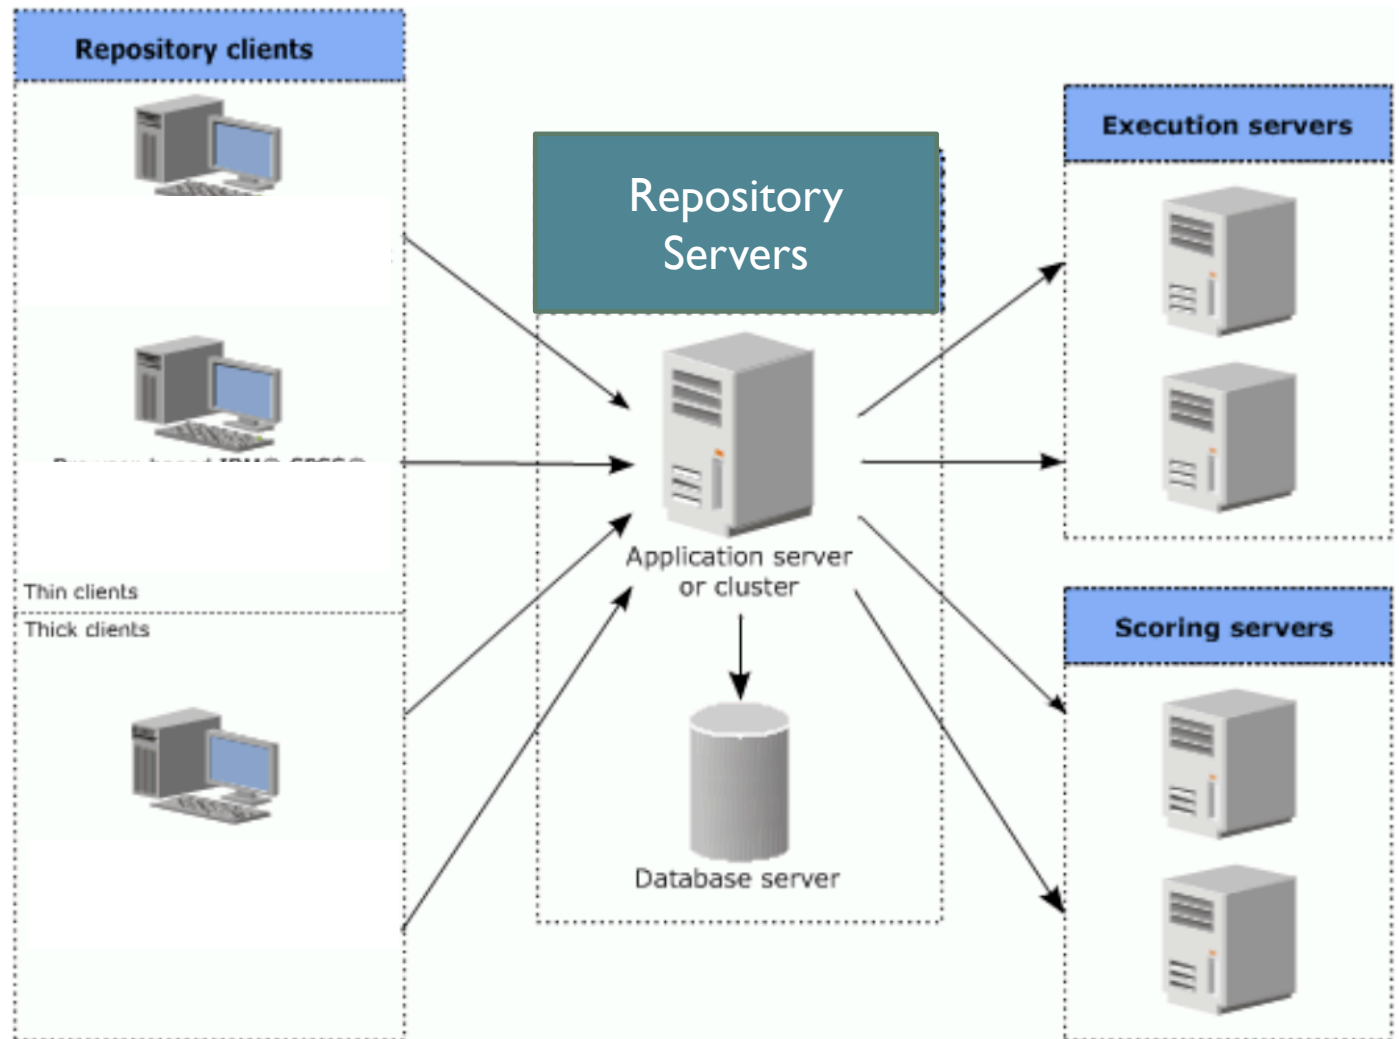 Repository clients
Thin clients
Thick clients
Repository
Servers
Application server
or cluster
Database server
Execution servers
Scoring servers